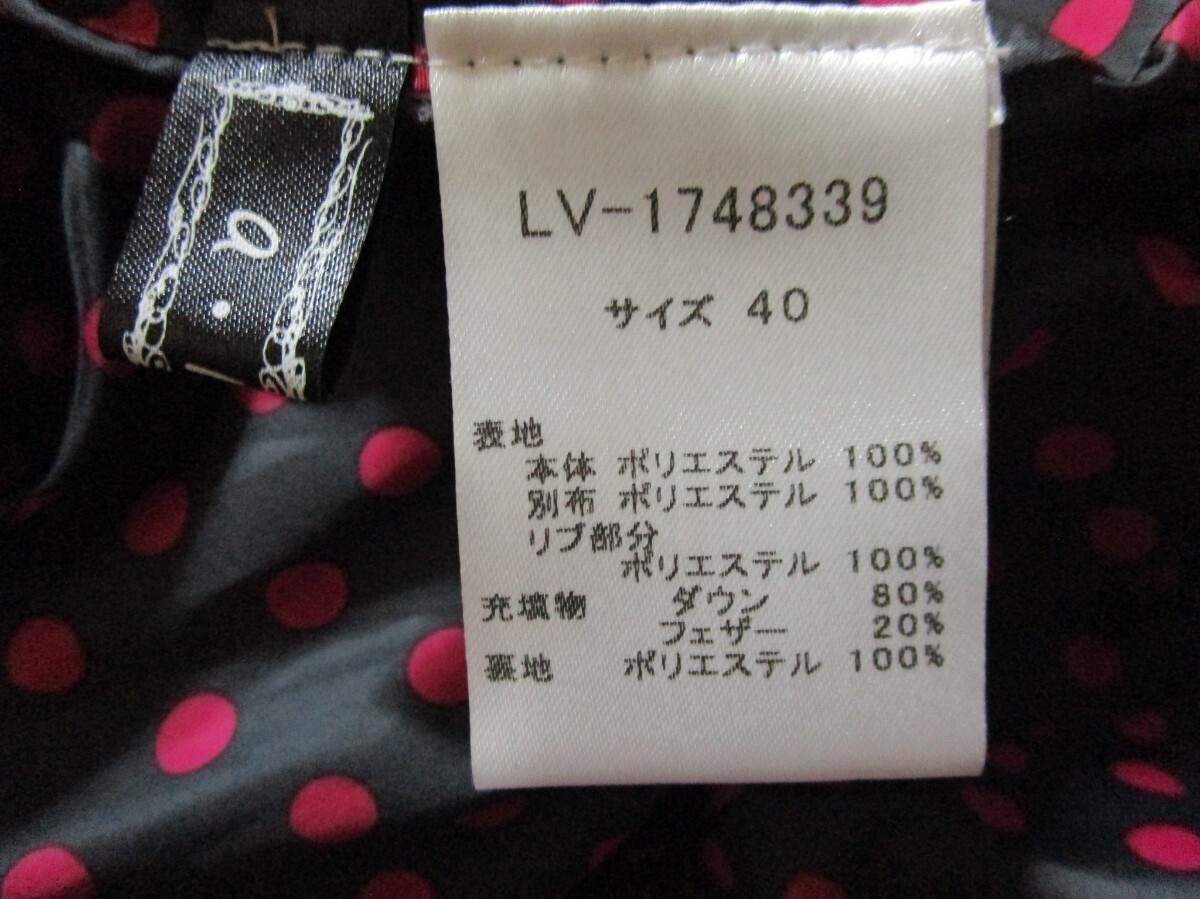 a.
LV-1748339
サイズ 40
表地
本体 ポリエステル 100%
別布 ポリエステル 100%
リブ部分
ポリエステル 100%
充填物 ダウン 80%
フェザー 20%
裏地 ポリエステル 100%